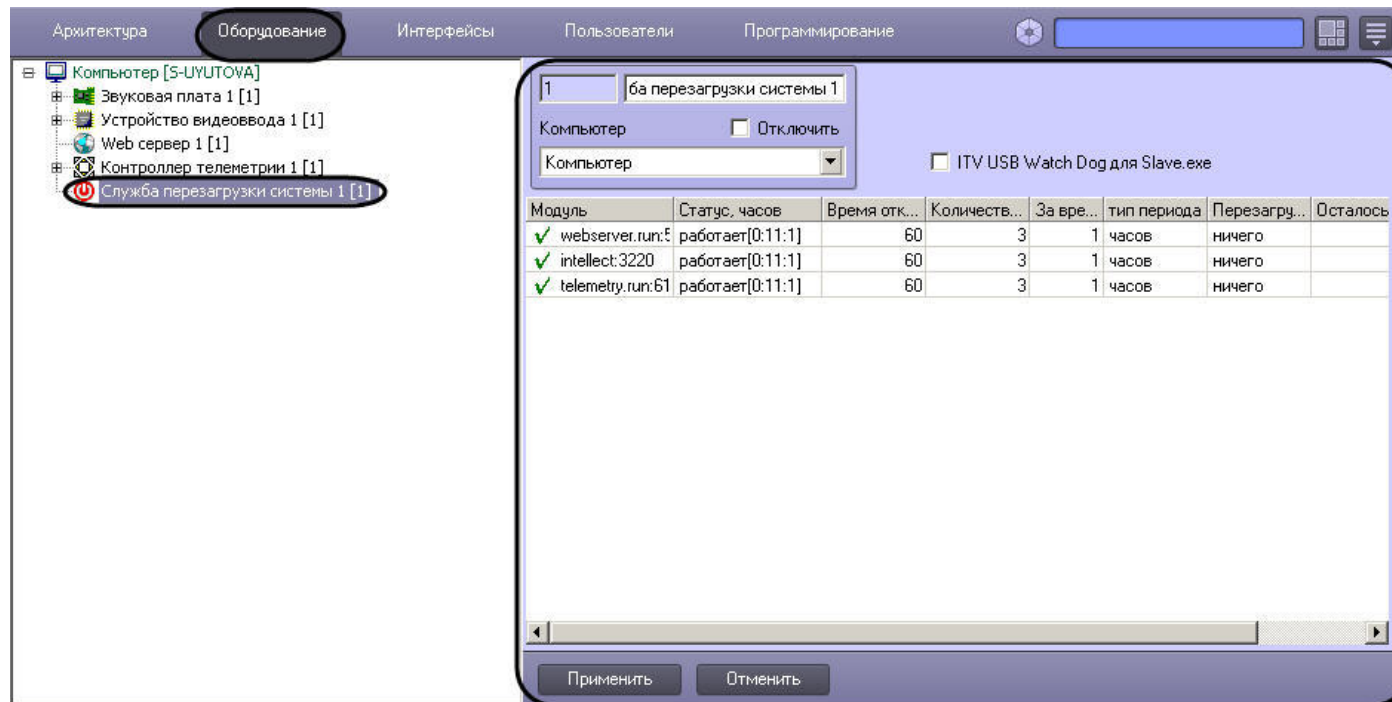 Архитектура Оборудование Интерфейсы Пользователи Программирование
Компьютер [S-UYUTOVA]
Звуковая плата 1 [1]
Устройство видеоввода 1 [1]
Web сервер 1 [1]
Контроллер телеметрии 1 [1]
Служба перезагрузки системы 1 [1]
1 ба перезагрузки системы 1
Компьютер Отключить
Компьютер ITV USB Watch Dog для Slave.exe
Модуль Статус, часов Время отк... Количеств... За вре... тип периода Перезагру... Осталось
webserver.run:5 работает[0:11:1] 60 3 1 часов ничего
intellect:3220 работает[0:11:1] 60 3 1 часов ничего
telemetry.run:61 работает[0:11:1] 60 3 1 часов ничего
Применить Отменить